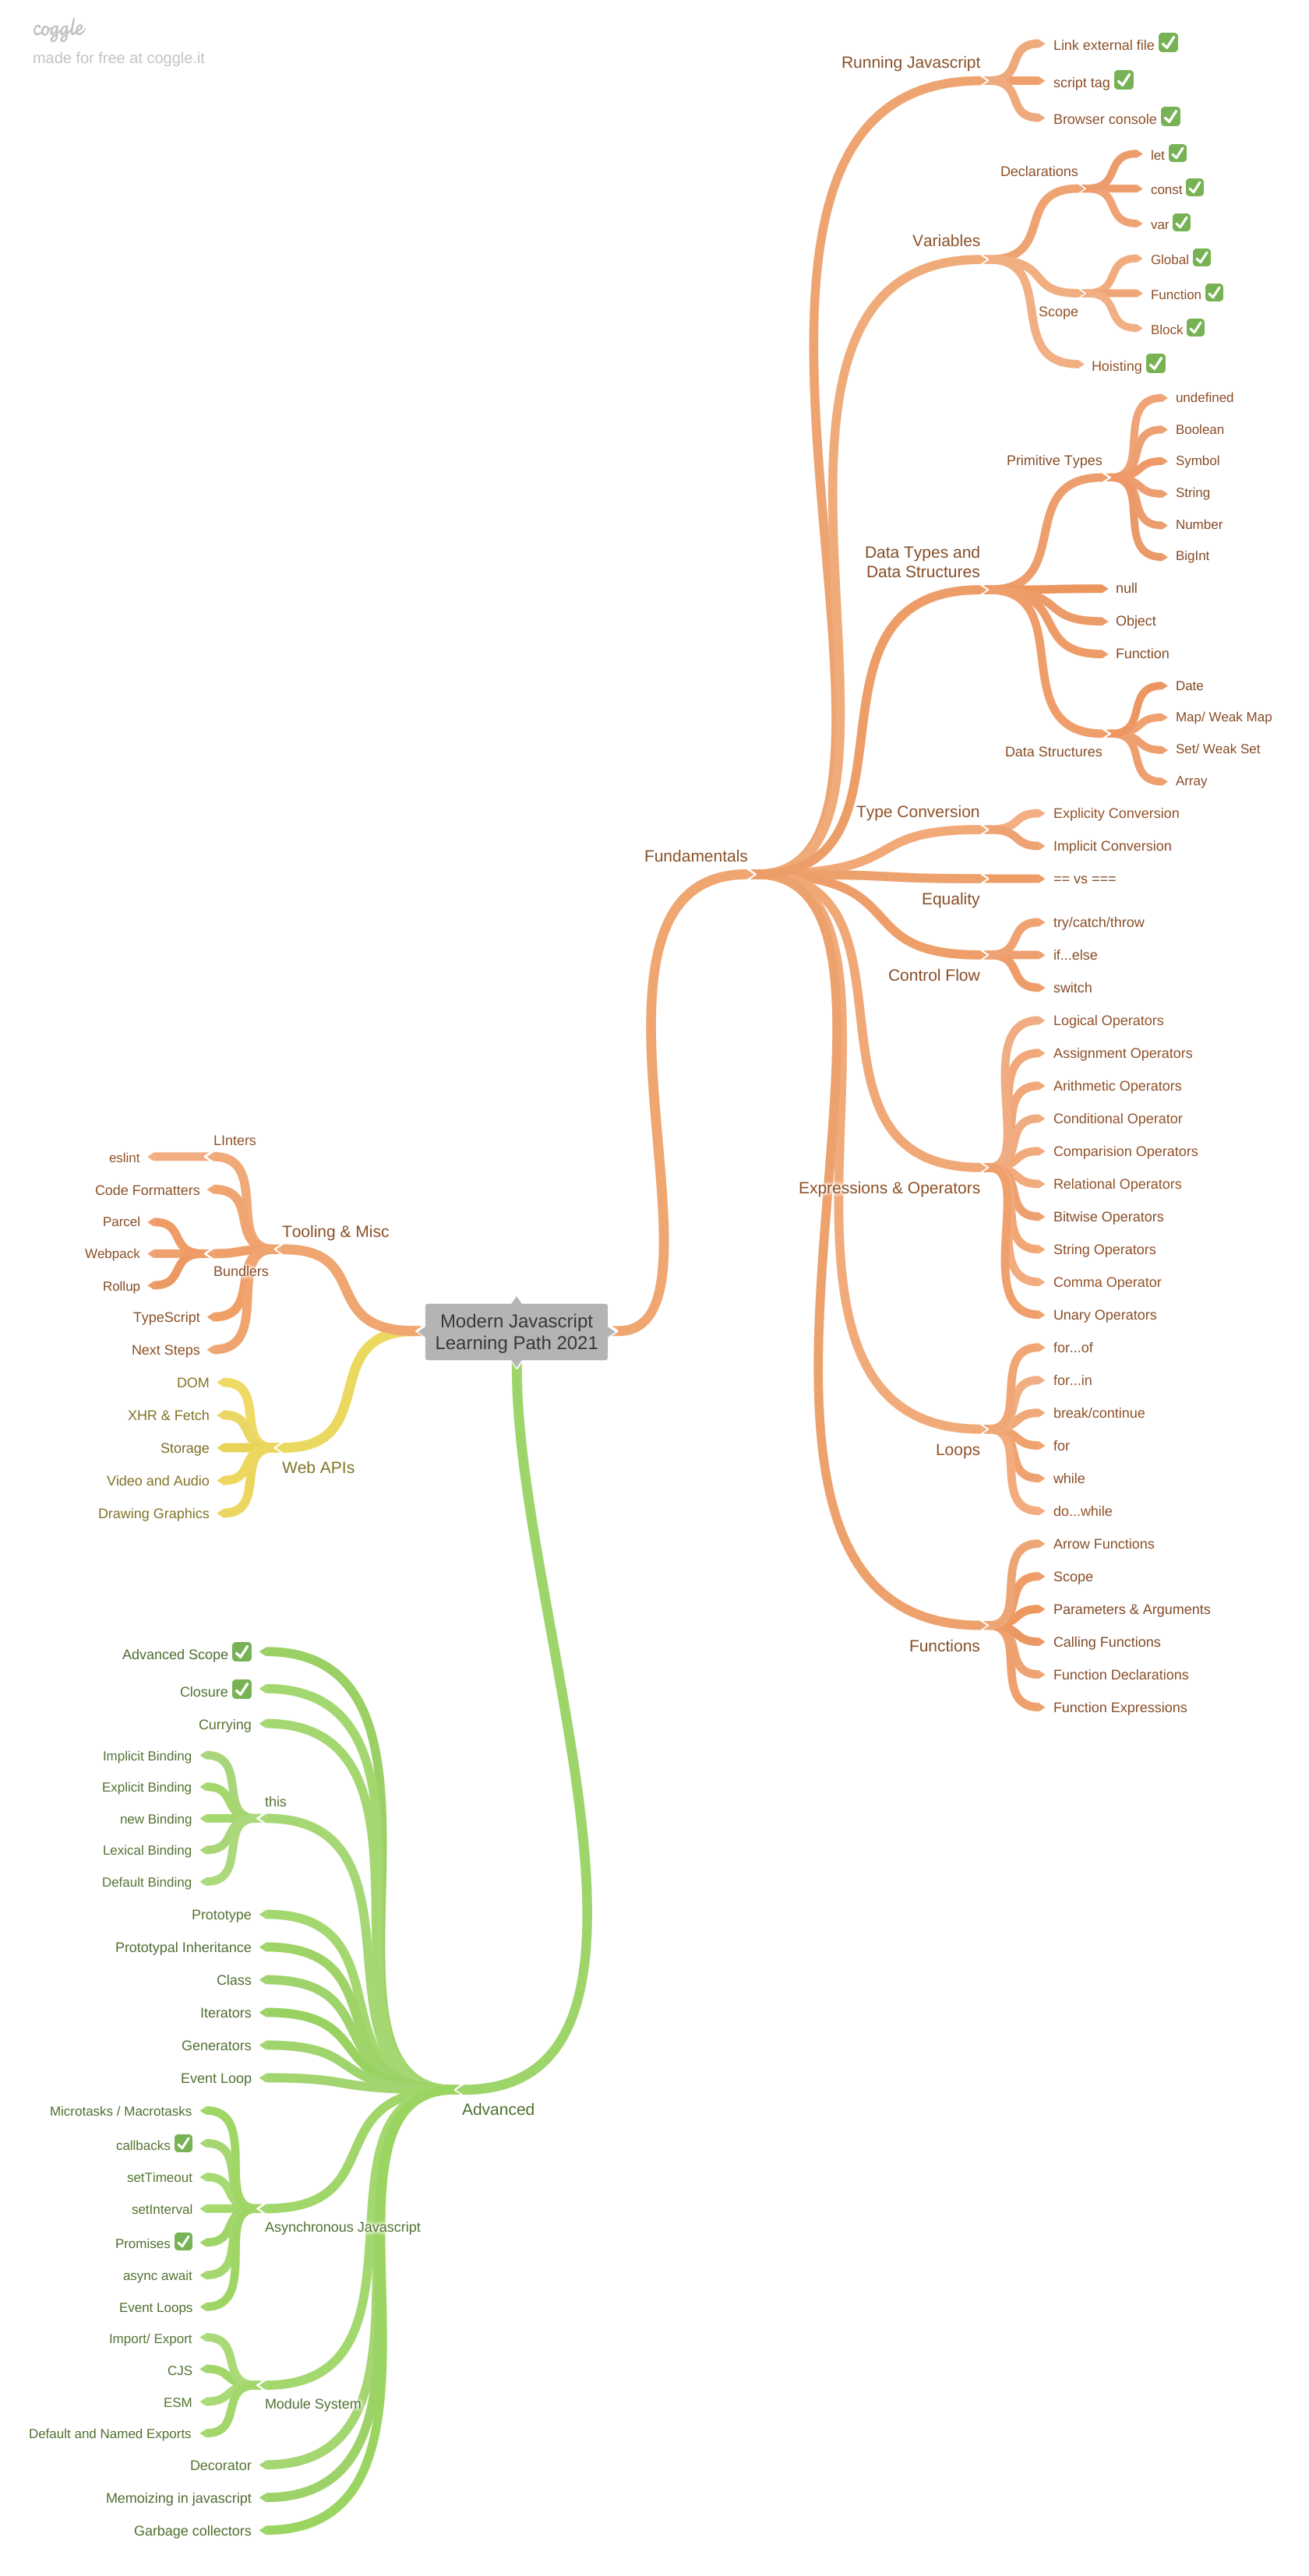 coggle
made for free at coggle.it
Modern Javascript
Learning Path 2021
Fundamentals
Running Javascript
Link external file ✅
script tag ✅
Browser console ✅
Variables
Declarations
let ✅
const ✅
var ✅
Scope
Global ✅
Function ✅
Block ✅
Hoisting ✅
Data Types and
Data Structures
Primitive Types
undefined
Boolean
Symbol
String
Number
BigInt
null
Object
Function
Data Structures
Date
Map/ Weak Map
Set/ Weak Set
Array
Type Conversion
Explicity Conversion
Implicit Conversion
Equality
== vs ===
Control Flow
try/catch/throw
if...else
switch
Expressions & Operators
Logical Operators
Assignment Operators
Arithmetic Operators
Conditional Operator
Comparision Operators
Relational Operators
Bitwise Operators
String Operators
Comma Operator
Unary Operators
Loops
for...of
for...in
break/continue
for
while
do...while
Functions
Arrow Functions
Scope
Parameters & Arguments
Calling Functions
Function Declarations
Function Expressions
Tooling & Misc
LInters
eslint
Code Formatters
Bundlers
Parcel
Webpack
Rollup
TypeScript
Next Steps
Web APIs
DOM
XHR & Fetch
Storage
Video and Audio
Drawing Graphics
Advanced
Advanced Scope ✅
Closure ✅
Currying
this
Implicit Binding
Explicit Binding
new Binding
Lexical Binding
Default Binding
Prototype
Prototypal Inheritance
Class
Iterators
Generators
Event Loop
Asynchronous Javascript
Microtasks / Macrotasks
callbacks ✅
setTimeout
setInterval
Promises ✅
async await
Event Loops
Module System
Import/ Export
CJS
ESM
Default and Named Exports
Decorator
Memoizing in javascript
Garbage collectors